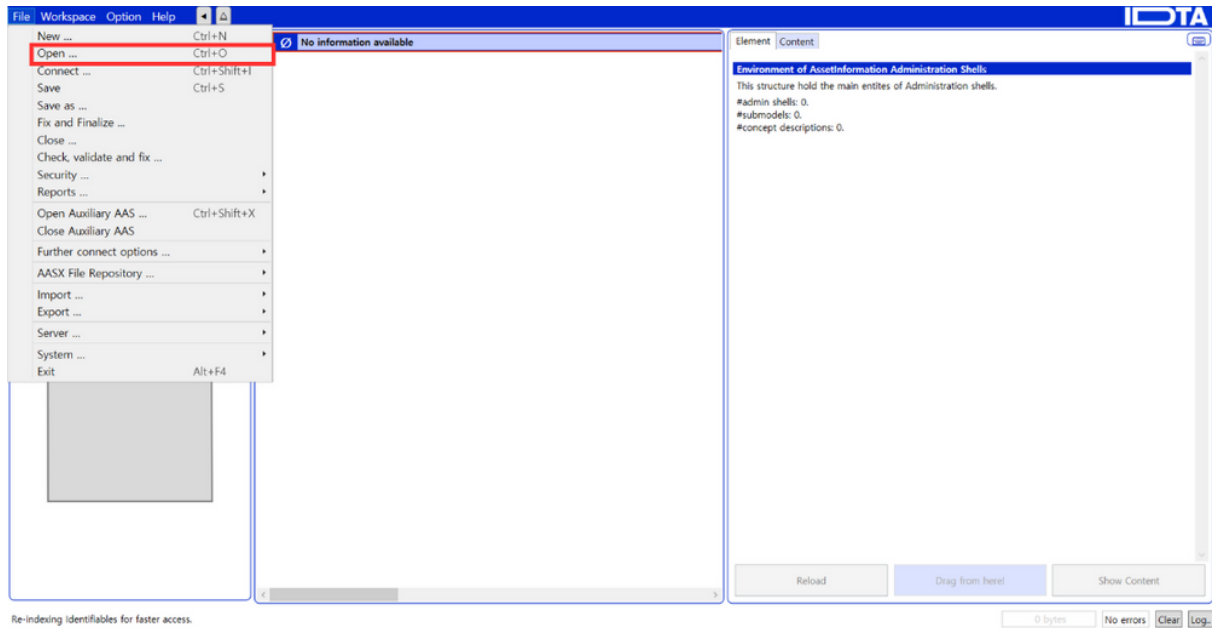 File Workspace Option Help
IDTA
New ... Ctrl+N
Open ... Ctrl+O
Connect ... Ctrl+Shift+I
Save Ctrl+S
Save as ...
Fix and Finalize ...
Close ...
Check, validate and fix ...
Security ...
Reports ...
Open Auxiliary AAS ... Ctrl+Shift+X
Close Auxiliary AAS
Further connect options ...
AASX File Repository ...
Import ...
Export ...
Server ...
System ...
Exit Alt+F4
No information available
Element Content
Environment of AssetInformation Administration Shells
This structure hold the main entites of Administration shells.
#admin shells: 0.
#submodels: 0.
#concept descriptions: 0.
Reload Drag from here! Show Content
Re-indexing Identifiables for faster access.
0 bytes No errors Clear Log..